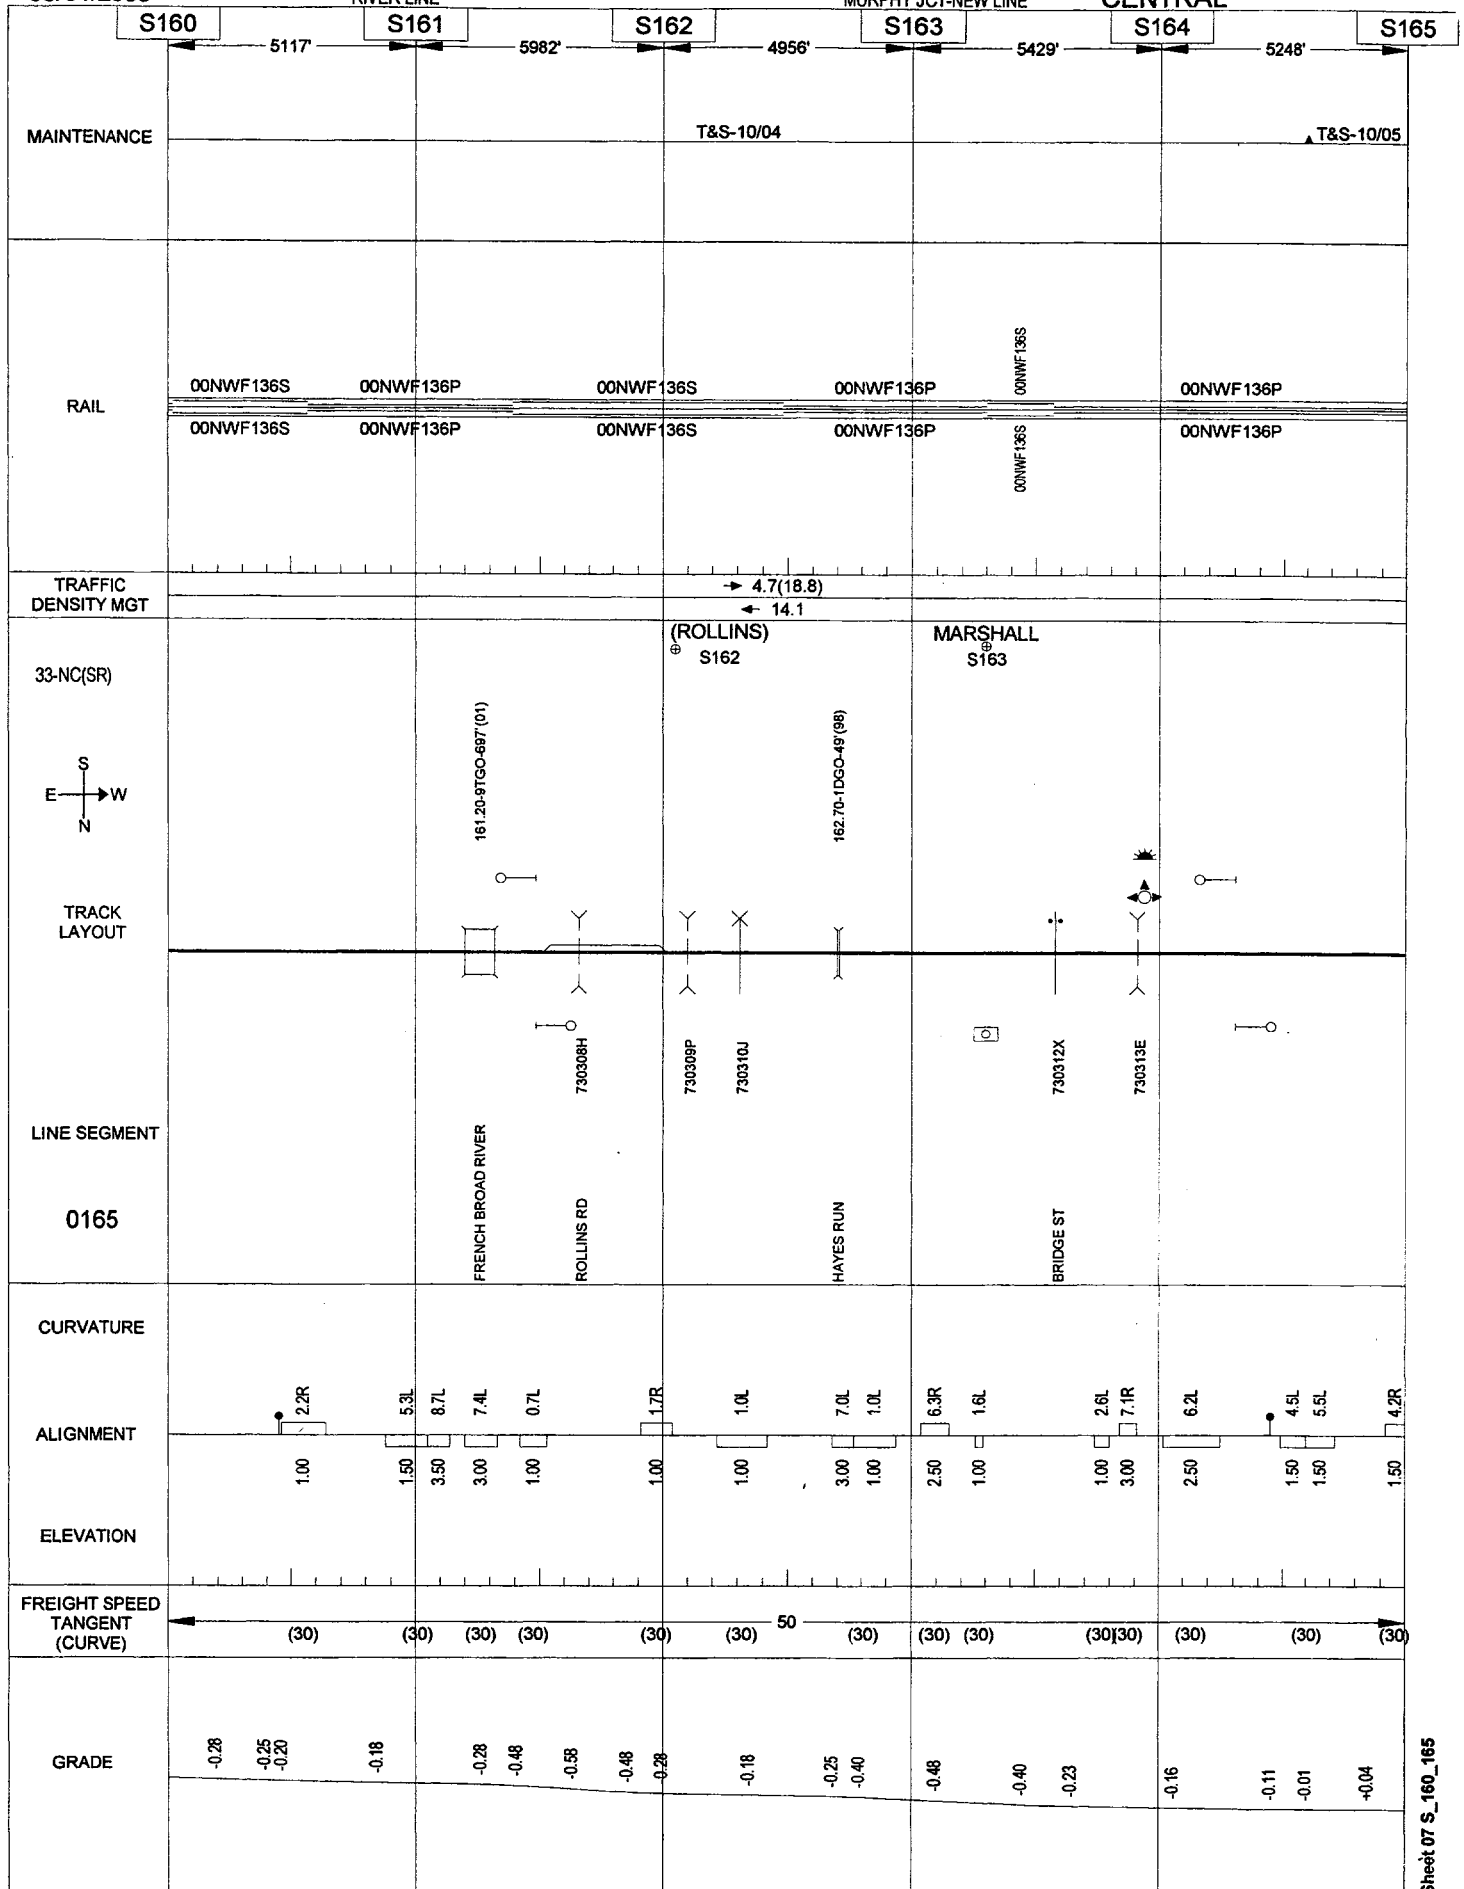 RIVER LINE
MURPHY JCT-NEW LINE
CENTRAL
S160 S161 S162 S163 S164 S165
5117' 5982' 4956' 5429' 5248'
MAINTENANCE
T&S-10/04
T&S-10/05
RAIL
00NWF136S 00NWF136P 00NWF136S 00NWF136P 00NWF136S 00NWF136P
00NWF136S 00NWF136P 00NWF136S 00NWF136P 00NWF136S 00NWF136P
TRAFFIC
DENSITY MGT
4.7(18.8)
14.1
33-NC(SR)
(ROLLINS)
S162
MARSHALL
S163
S
E W
N
161.20-9TGO-697'(01)
162.70-1DGO-49'(98)
TRACK
LAYOUT
730308H
730309P
730310J
730312X
730313E
LINE SEGMENT
0165
FRENCH BROAD RIVER
ROLLINS RD
HAYES RUN
BRIDGE ST
CURVATURE
2.2R 5.3L 8.7L 7.4L 0.7L 1.7R 1.0L 7.0L 1.0L 6.3R 1.6L 2.6L 7.1R 6.2L 4.5L 5.5L 4.2R
ALIGNMENT
1.00 1.50 3.50 3.00 1.00 1.00 1.00 3.00 1.00 2.50 1.00 1.00 3.00 2.50 1.50 1.50 1.50
ELEVATION
FREIGHT SPEED
TANGENT
(CURVE)
50
(30) (30) (30) (30) (30) (30) (30) (30) (30) (30) (30) (30) (30) (30)
GRADE
-0.28 -0.25 -0.20 -0.18 -0.28 -0.48 -0.58 -0.48 -0.28 -0.18 -0.25 -0.40 -0.48 -0.40 -0.23 -0.16 -0.11 -0.01 +0.04
Sheet 07 S_160_165